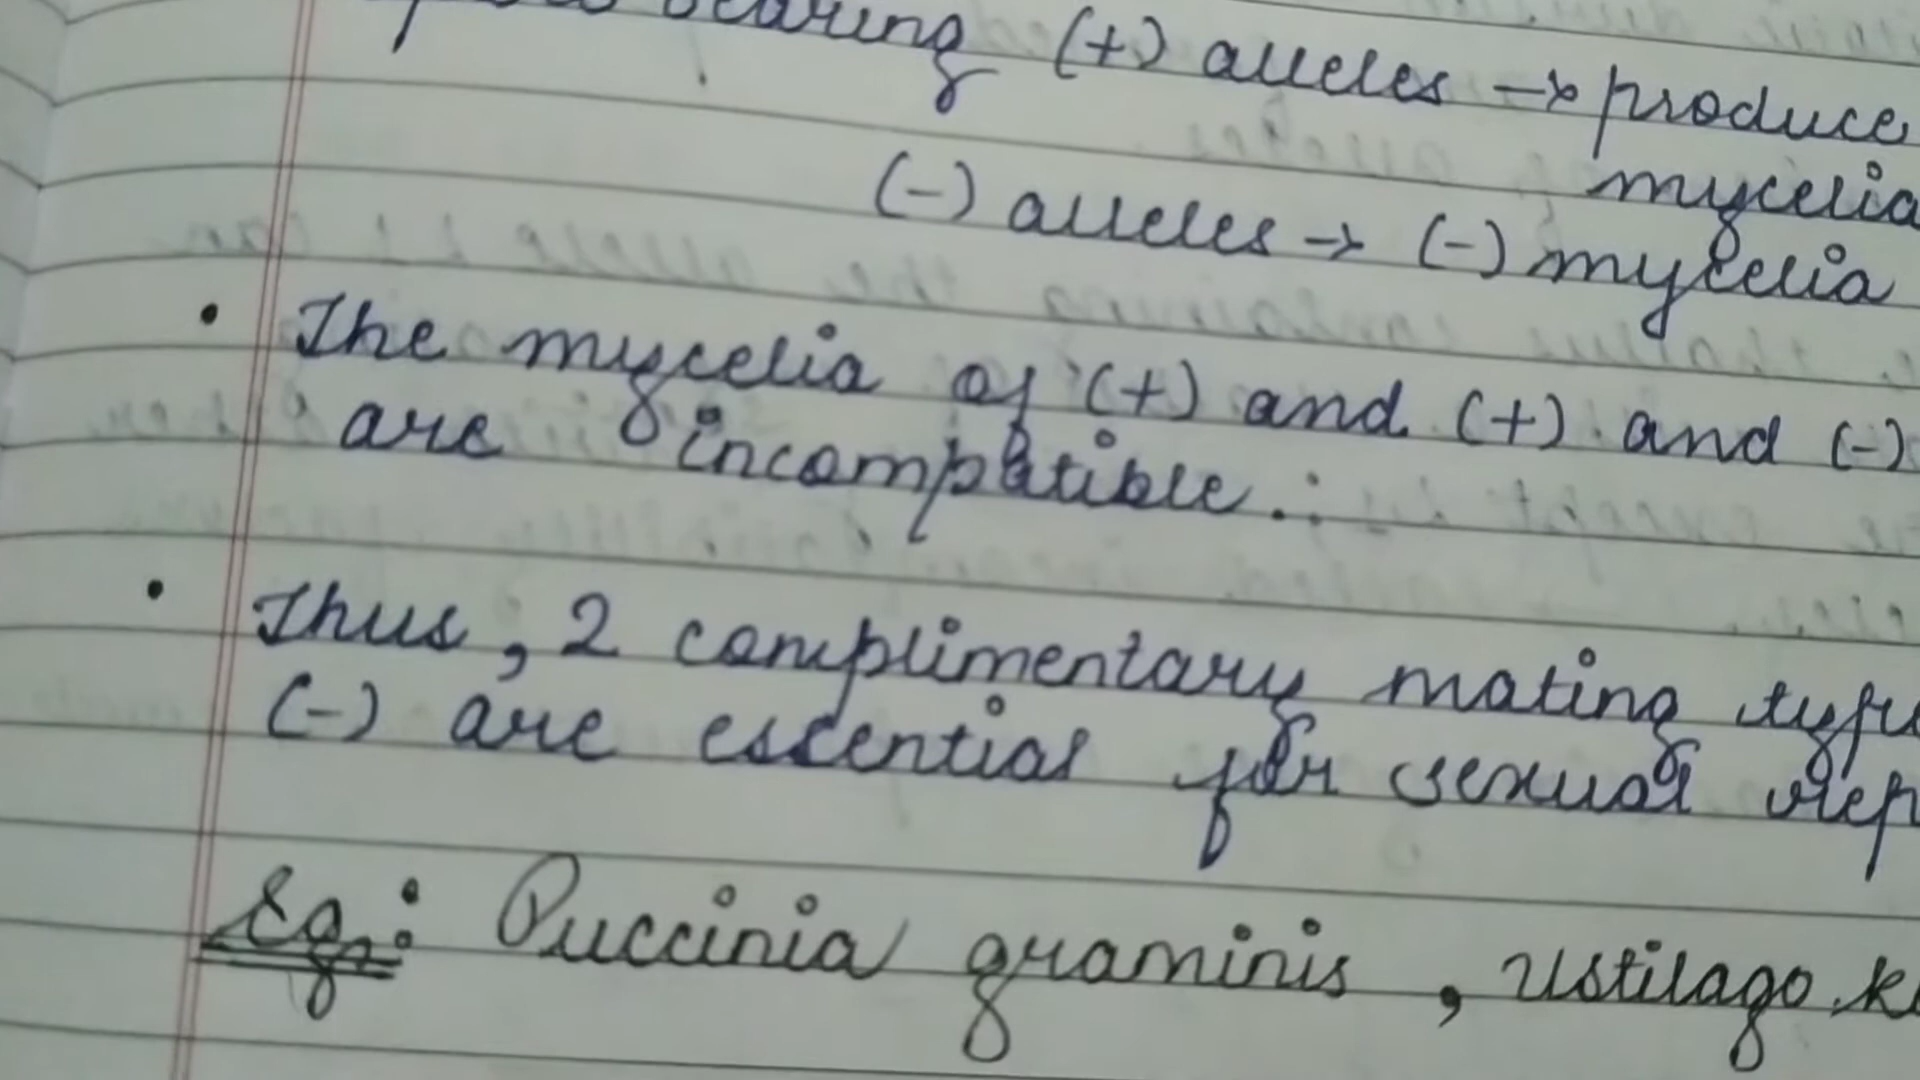 bearing (+) alleles → produce
mycelia
(-) alleles → (-) mycelia
• The mycelia of (+) and (+) and (-)
are incompatible.
• Thus, 2 complimentary mating
(-) are essential for sexual
Eg: Puccinia graminis, Ustilago